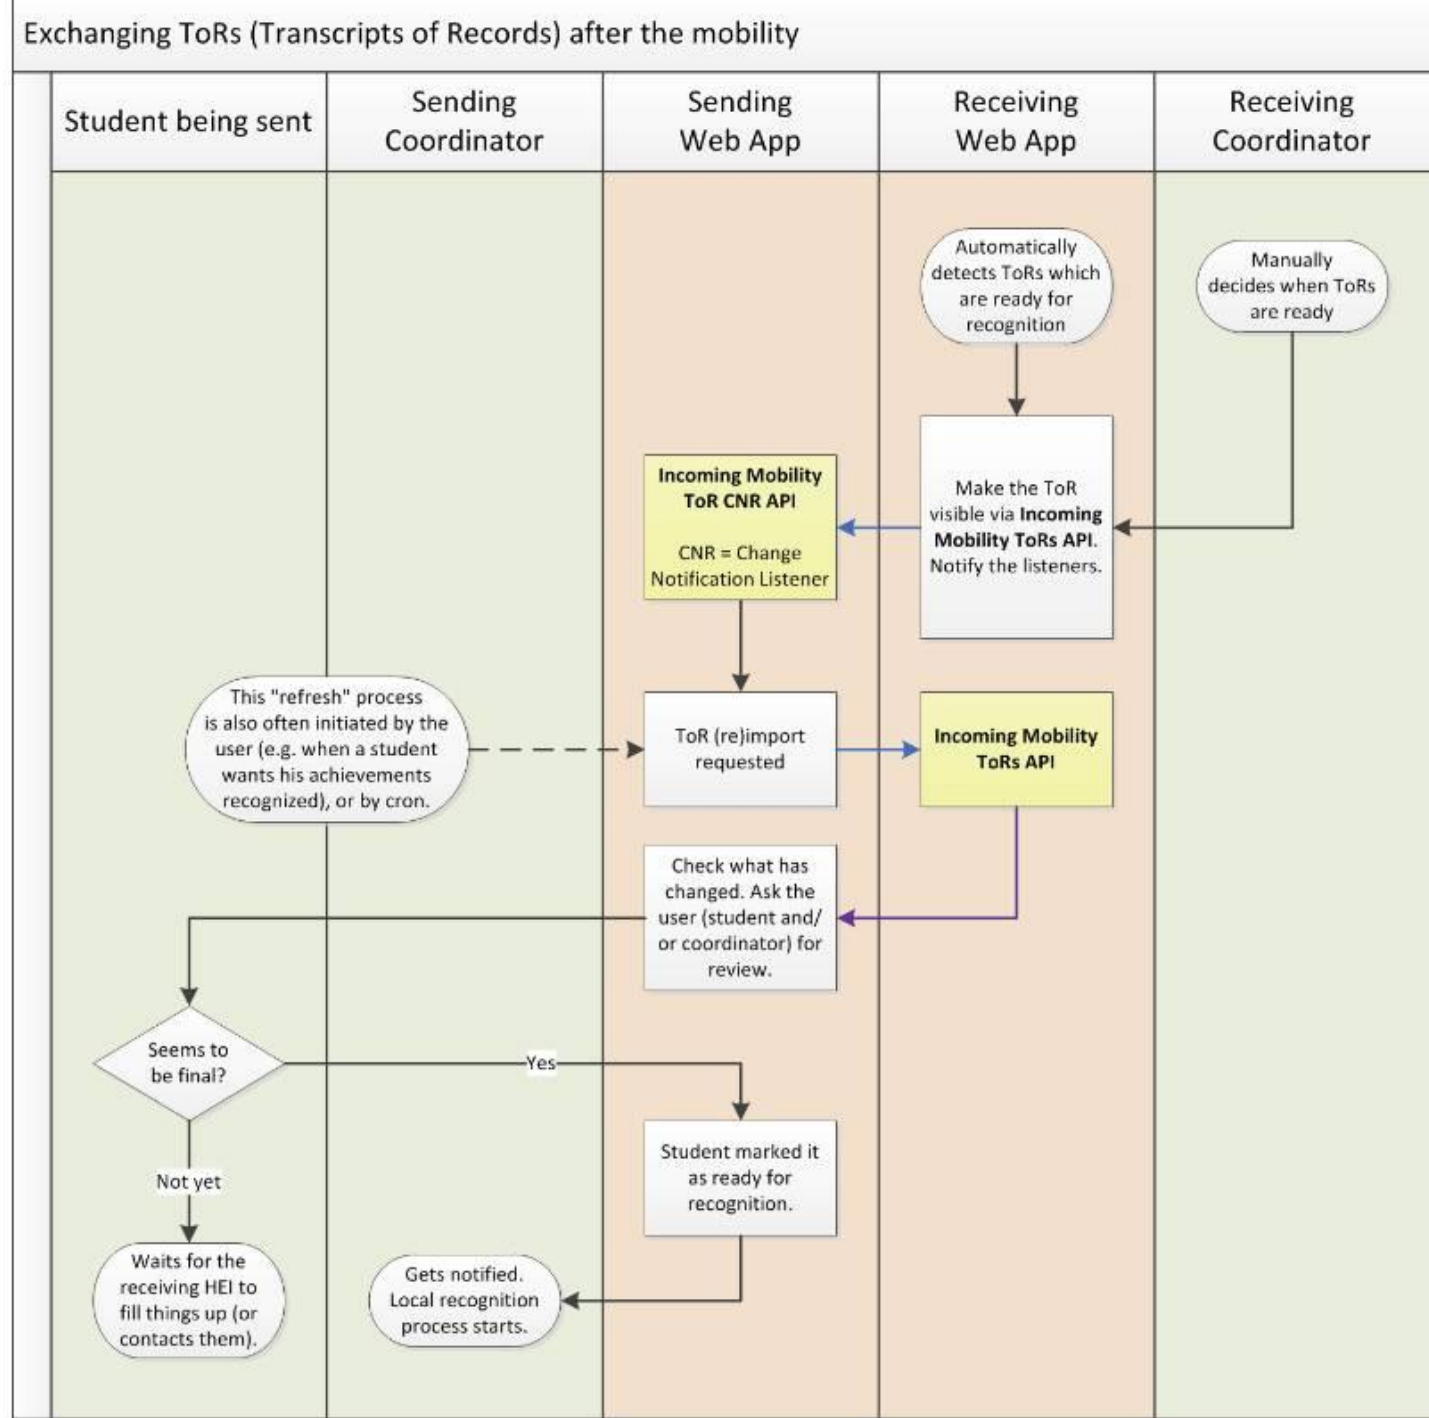 Exchanging ToRs (Transcripts of Records) after the mobility
Student being sent
Sending
Coordinator
Sending
Web App
Receiving
Web App
Receiving
Coordinator
Automatically
detects ToRs which
are ready for
recognition
Manually
decides when ToRs
are ready
Incoming Mobility
ToR CNR API
CNR = Change
Notification Listener
Make the ToR
visible via Incoming
Mobility ToRs API.
Notify the listeners.
This "refresh" process
is also often initiated by the
user (e.g. when a student
wants his achievements
recognized), or by cron.
ToR (re)import
requested
Incoming Mobility
ToRs API
Check what has
changed. Ask the
user (student and/
or coordinator) for
review.
Seems to
be final?
Yes
Student marked it
as ready for
recognition.
Not yet
Waits for the
receiving HEI to
fill things up (or
contacts them).
Gets notified.
Local recognition
process starts.